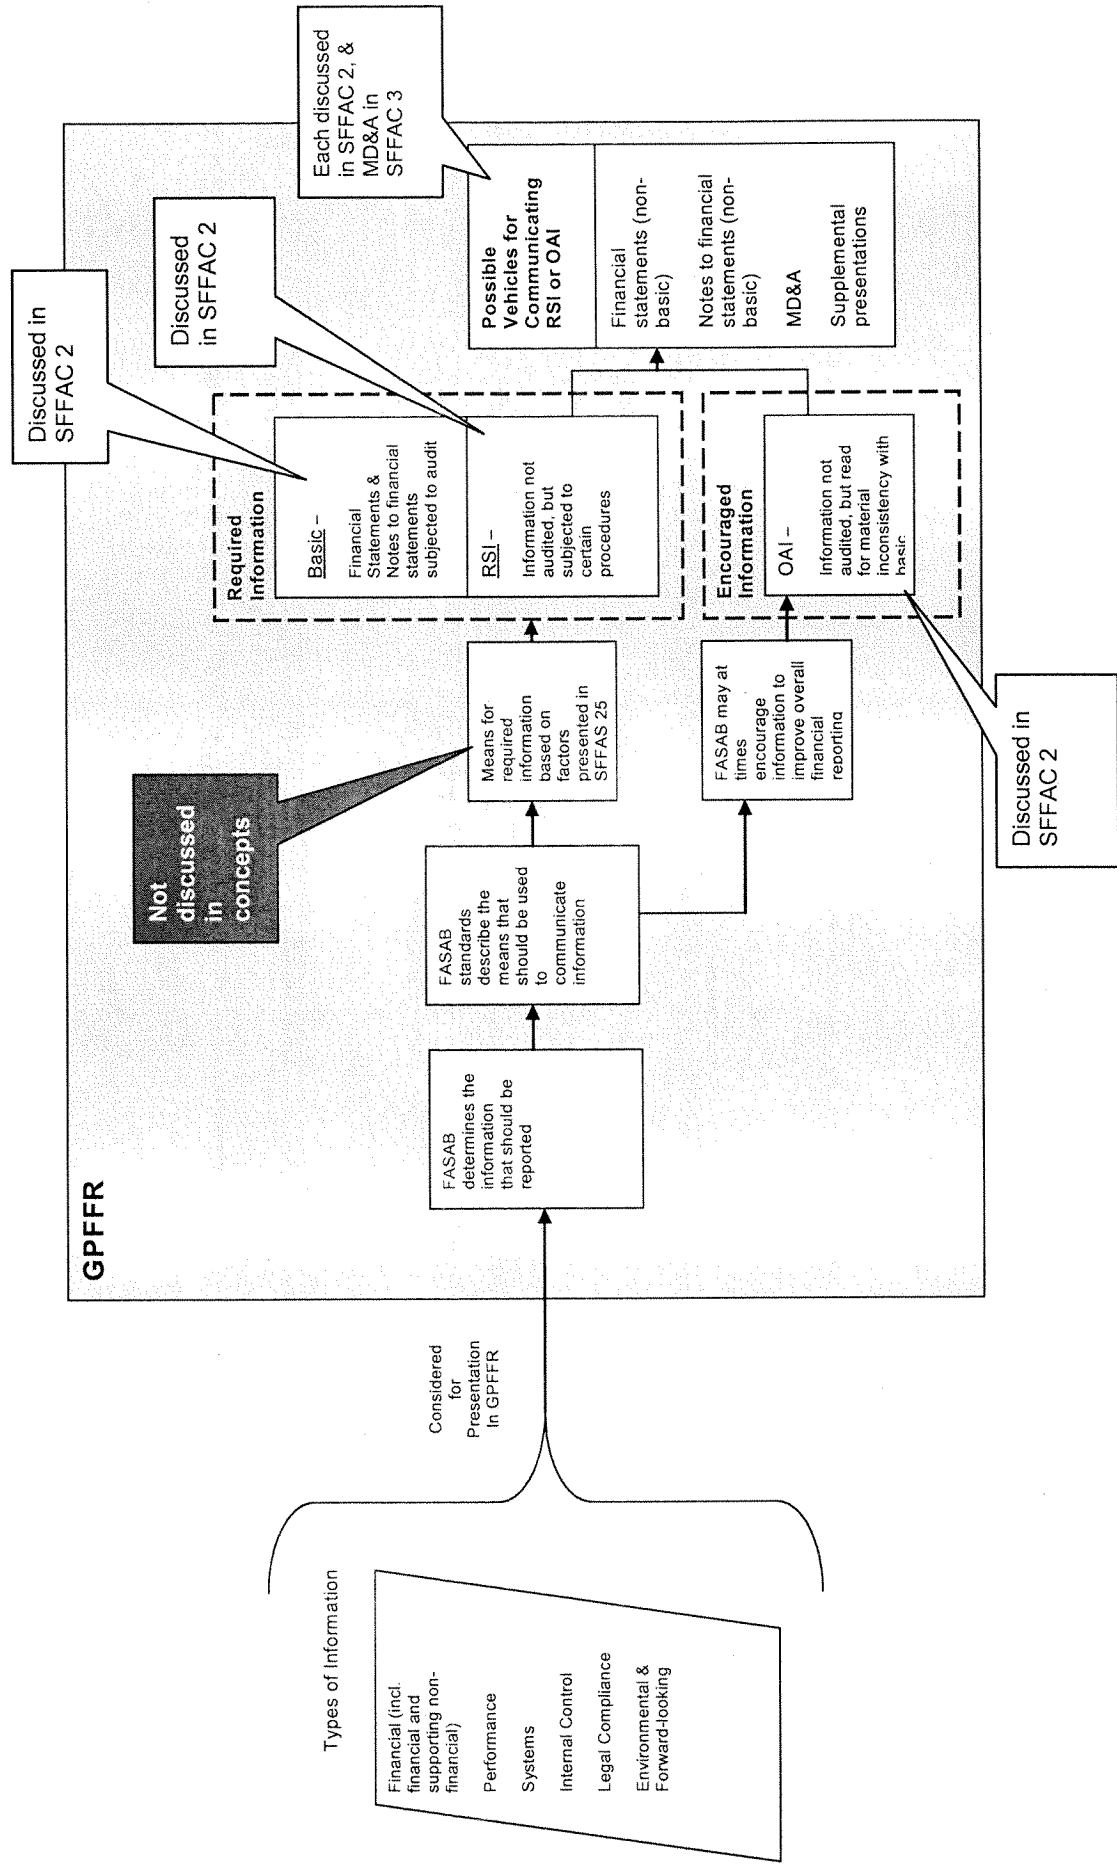 Types of Information
Financial (incl.
financial and
supporting non-
financial)
Performance
Systems
Internal Control
Legal Compliance
Environmental &
Forward-looking
Considered
for
Presentation
In GPFFR
GPFFR
FASAB
determines the
information
that should be
reported
FASAB
standards
describe the
means that
should be used
to
communicate
information
Not
discussed
in
concepts
Means for
required
information
based on
factors
presented in
SFFAS 25
FASAB may at
times
encourage
information to
improve overall
financial
reporting
Discussed in
SFFAC 2
Discussed
in SFFAC 2
Required
Information
Basic –
Financial
Statements &
Notes to financial
statements
subjected to audit
RSI –
Information not
audited, but
subjected to
certain
procedures
Encouraged
Information
OAI –
Information not
audited, but read
for material
inconsistency with
basic
Discussed in
SFFAC 2
Each discussed
in SFFAC 2, &
MD&A in
SFFAC 3
Possible
Vehicles for
Communicating
RSI or OAI
Financial
statements (non-
basic)
Notes to financial
statements (non-
basic)
MD&A
Supplemental
presentations